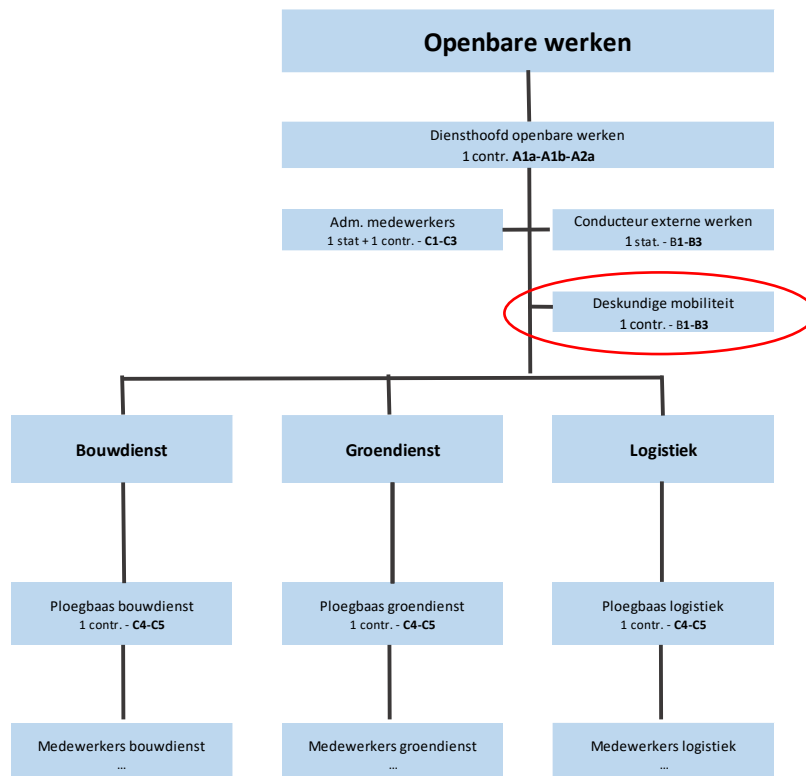 Openbare werken
Diensthoofd openbare werken
1 contr. A1a-A1b-A2a
Adm. medewerkers
1 stat + 1 contr. - C1-C3
Conducteur externe werken
1 stat. - B1-B3
Deskundige mobiliteit
1 contr. - B1-B3
Bouwdienst
Groendienst
Logistiek
Ploegbaas bouwdienst
1 contr. - C4-C5
Ploegbaas groendienst
1 contr. - C4-C5
Ploegbaas logistiek
1 contr. - C4-C5
Medewerkers bouwdienst
...
Medewerkers groendienst
...
Medewerkers logistiek
...